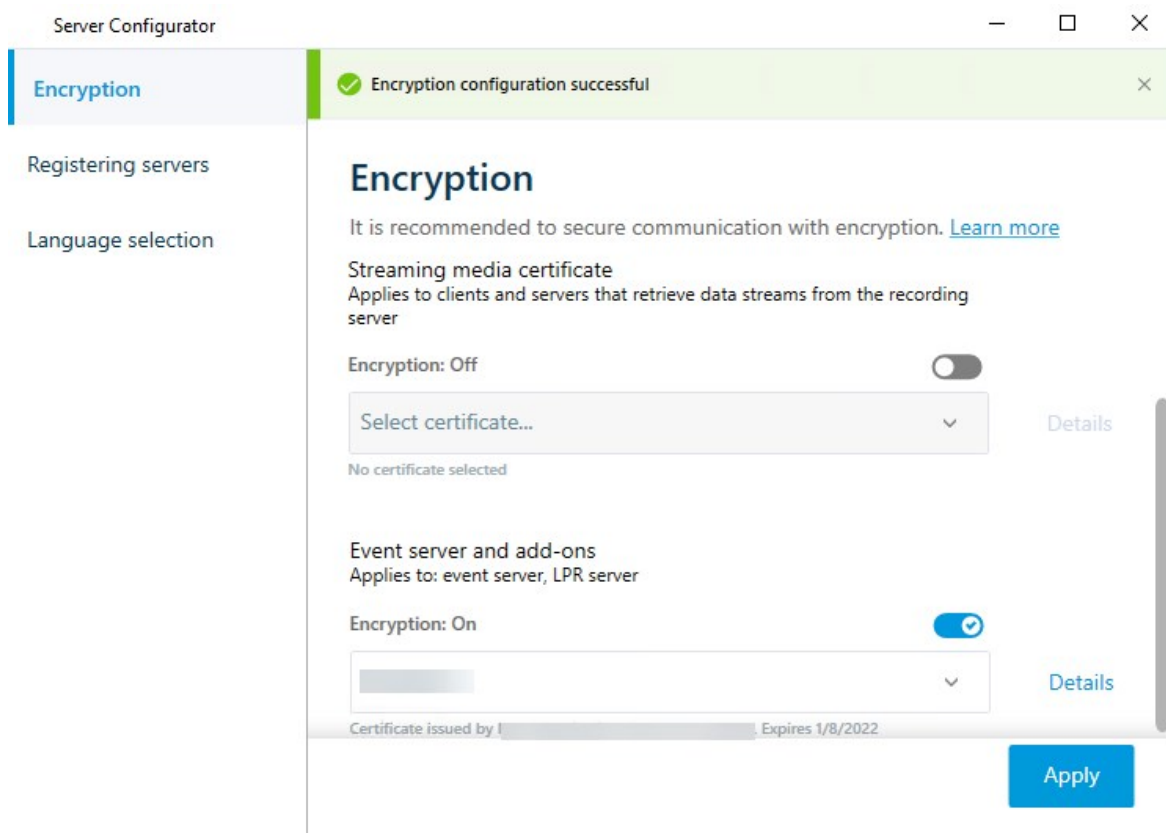 Server Configurator
Encryption
Registering servers
Language selection
Encryption configuration successful
Encryption
It is recommended to secure communication with encryption. Learn more
Streaming media certificate
Applies to clients and servers that retrieve data streams from the recording
server
Encryption: Off
Select certificate...
Details
No certificate selected
Event server and add-ons
Applies to: event server, LPR server
Encryption: On
Details
Certificate issued by
. Expires 1/8/2022
Apply